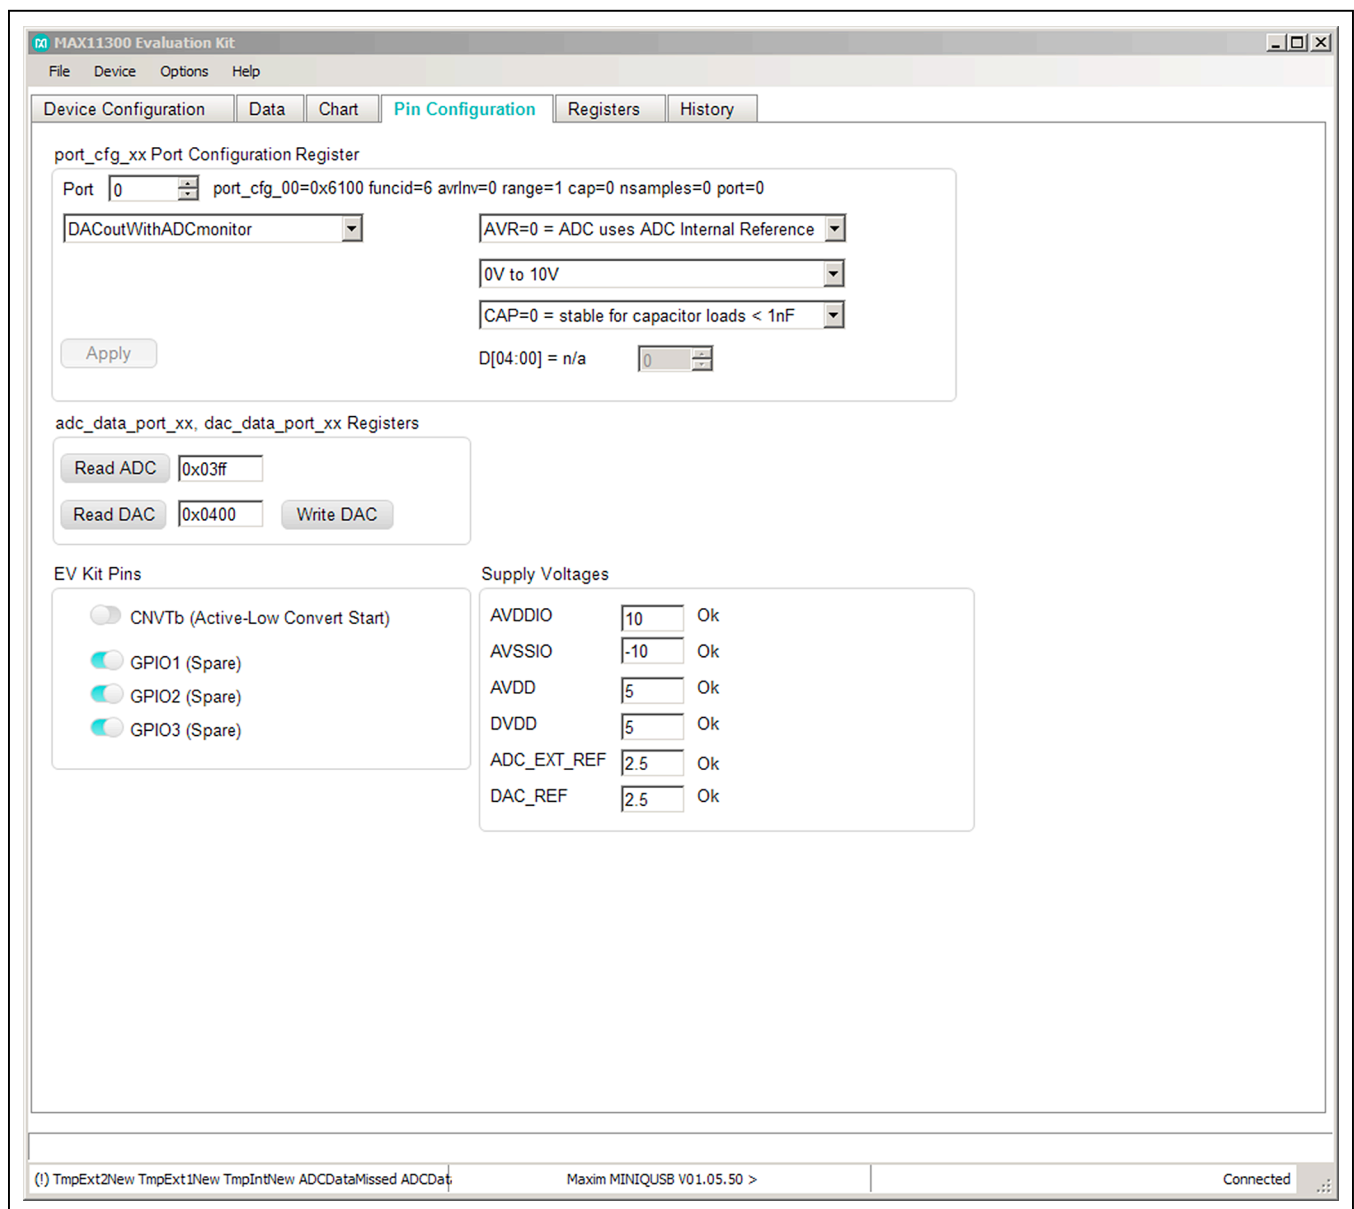 MAX11300 Evaluation Kit
File Device Options Help
Device Configuration Data Chart Pin Configuration Registers History
port_cfg_xx Port Configuration Register
Port 0 port_cfg_00=0x6100 funcid=6 avrInv=0 range=1 cap=0 nsamples=0 port=0
DACoutWithADCmonitor AVR=0 = ADC uses ADC Internal Reference
0V to 10V
CAP=0 = stable for capacitor loads < 1nF
Apply D[04:00] = n/a 0
adc_data_port_xx, dac_data_port_xx Registers
Read ADC 0x03ff
Read DAC 0x0400 Write DAC
EV Kit Pins
CNVTb (Active-Low Convert Start)
GPIO1 (Spare)
GPIO2 (Spare)
GPIO3 (Spare)
Supply Voltages
AVDDIO 10 Ok
AVSSIO -10 Ok
AVDD 5 Ok
DVDD 5 Ok
ADC_EXT_REF 2.5 Ok
DAC_REF 2.5 Ok
(!) TmpExt2New TmpExt1New TmpIntNew ADCDataMissed ADCDat Maxim MINIQUSB V01.05.50 > Connected